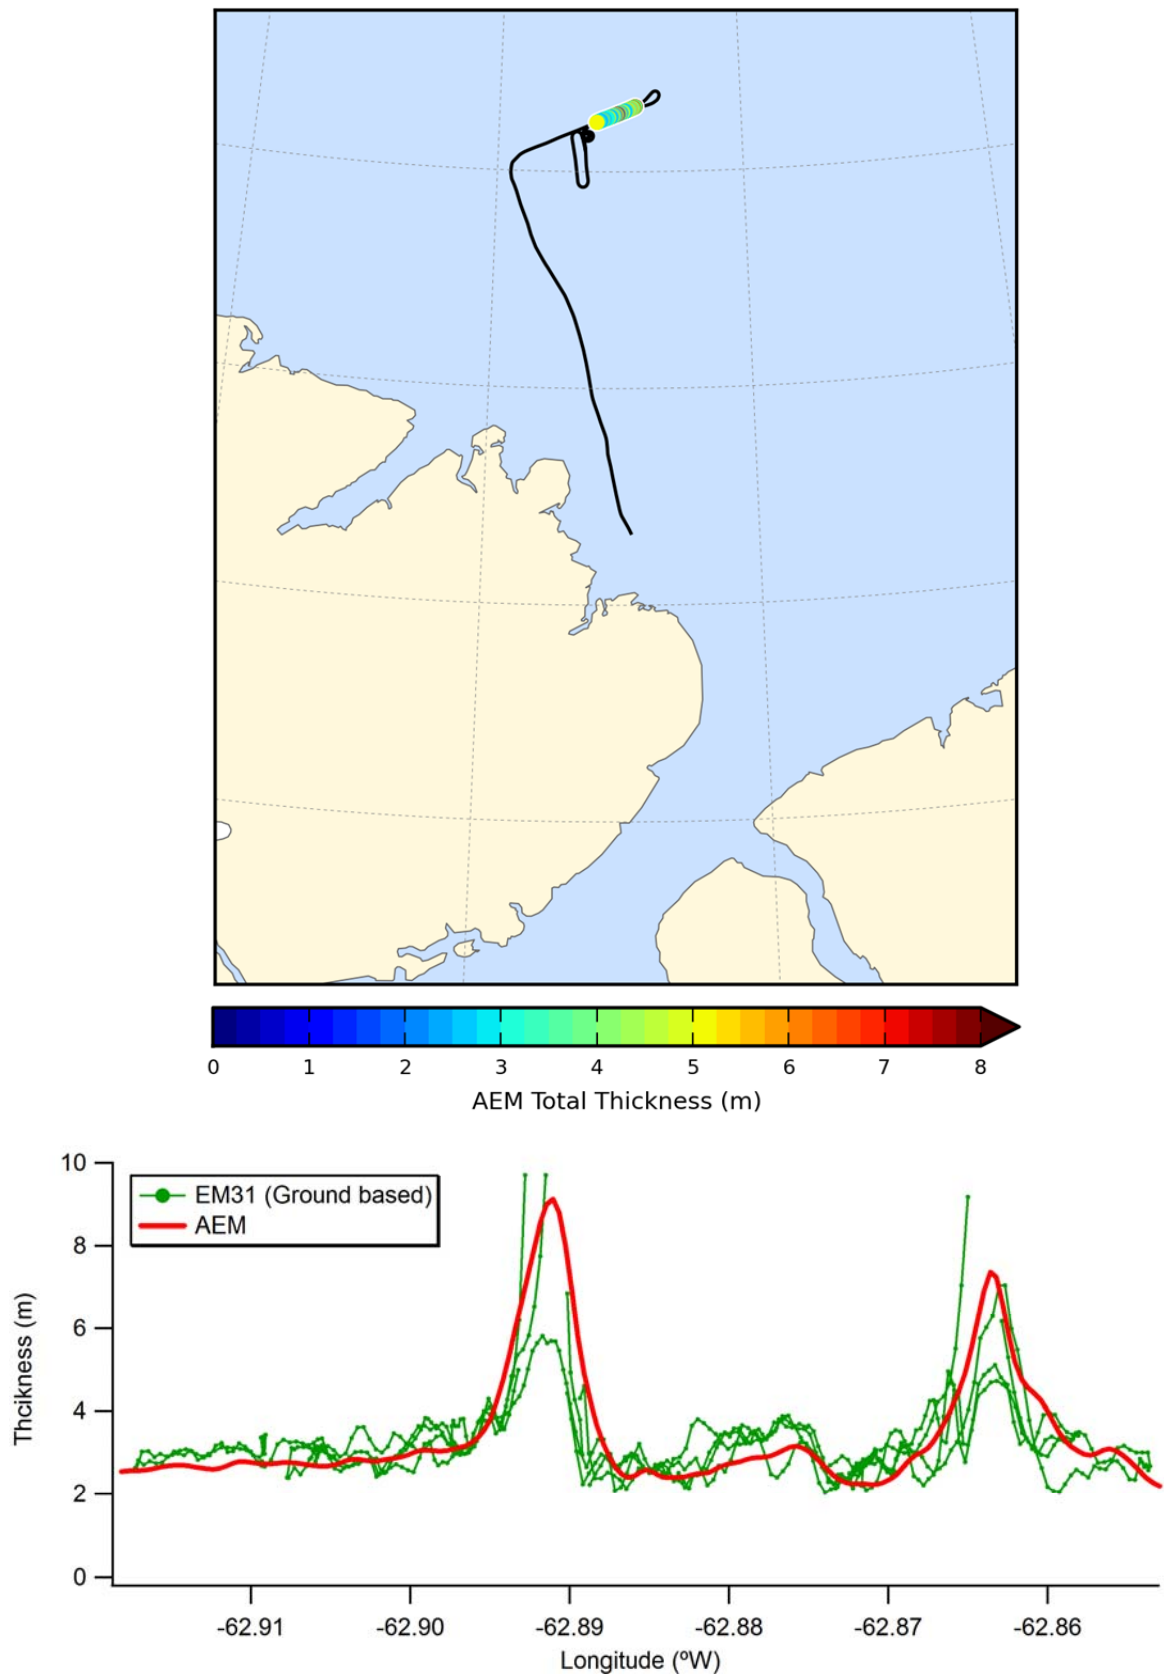 0 1 2 3 4 5 6 7 8
AEM Total Thickness (m)
10
8
6
4
2
0
Thcikness (m)
EM31 (Ground based)
AEM
-62.91 -62.90 -62.89 -62.88 -62.87 -62.86
Longitude (ºW)